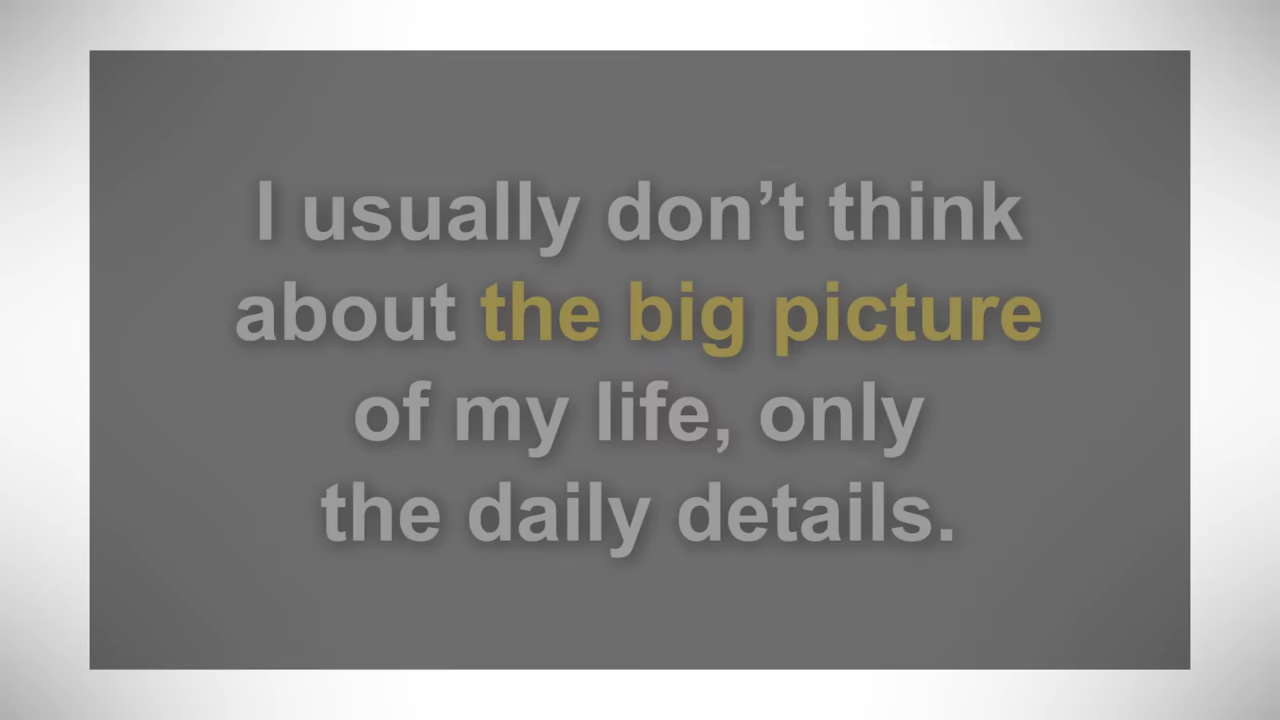 I usually don’t think
about the big picture
of my life, only
the daily details.